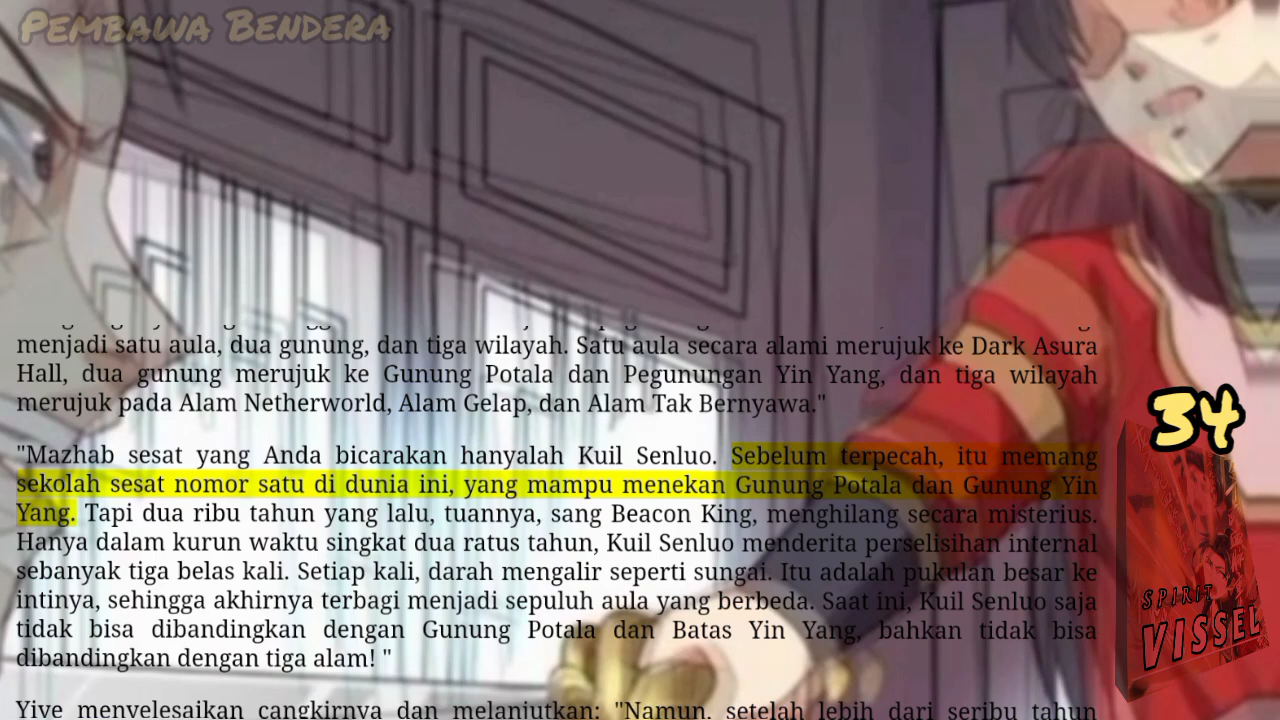 PEMBAWA BENDERA
menjadi satu aula, dua gunung, dan tiga wilayah. Satu aula secara alami merujuk ke Dark Asura
Hall, dua gunung merujuk ke Gunung Potala dan Pegunungan Yin Yang, dan tiga wilayah
merujuk pada Alam Netherworld, Alam Gelap, dan Alam Tak Bernyawa."
"Mazhab sesat yang Anda bicarakan hanyalah Kuil Senluo. Sebelum terpecah, itu memang
sekolah sesat nomor satu di dunia ini, yang mampu menekan Gunung Potala dan Gunung Yin
Yang. Tapi dua ribu tahun yang lalu, tuannya, sang Beacon King, menghilang secara misterius.
Hanya dalam kurun waktu singkat dua ratus tahun, Kuil Senluo menderita perselisihan internal
sebanyak tiga belas kali. Setiap kali, darah mengalir seperti sungai. Itu adalah pukulan besar ke
intinya, sehingga akhirnya terbagi menjadi sepuluh aula yang berbeda. Saat ini, Kuil Senluo saja
tidak bisa dibandingkan dengan Gunung Potala dan Batas Yin Yang, bahkan tidak bisa
dibandingkan dengan tiga alam! "
Yiye menyelesaikan cangkirnya dan melanjutkan: "Namun, setelah lebih dari seribu tahun
34
SPIRIT
VISSEL